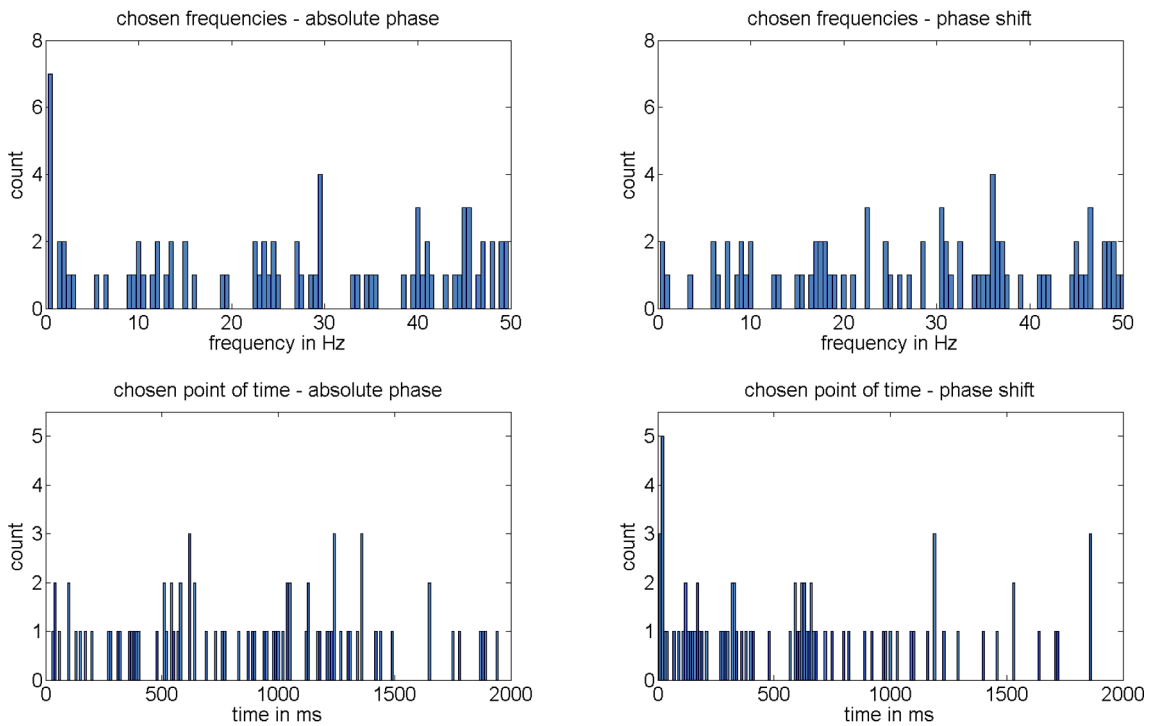 chosen frequencies - absolute phase
8
6
4
2
0
count
0 10 20 30 40 50
frequency in Hz
chosen frequencies - phase shift
8
6
4
2
0
count
0 10 20 30 40 50
frequency in Hz
chosen point of time - absolute phase
5
4
3
2
1
0
count
0 500 1000 1500 2000
time in ms
chosen point of time - phase shift
5
4
3
2
1
0
count
0 500 1000 1500 2000
time in ms